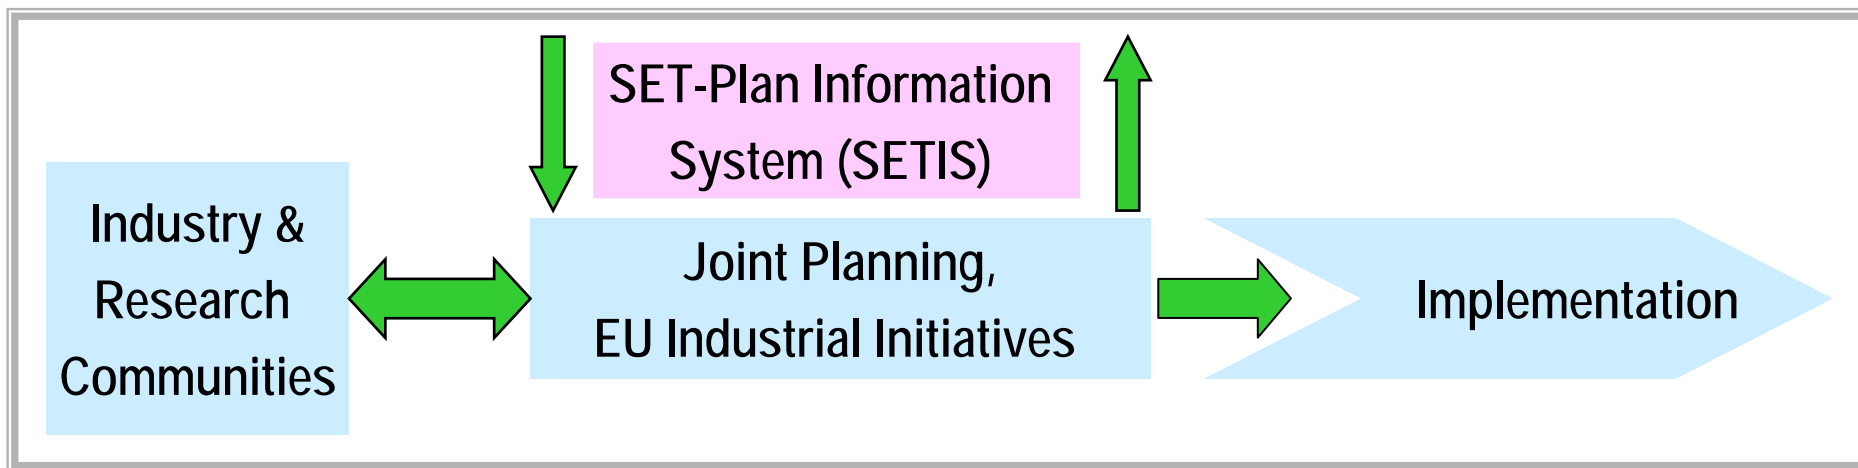 SET-Plan Information
System (SETIS)
Industry &
Research
Communities
Joint Planning,
EU Industrial Initiatives
Implementation